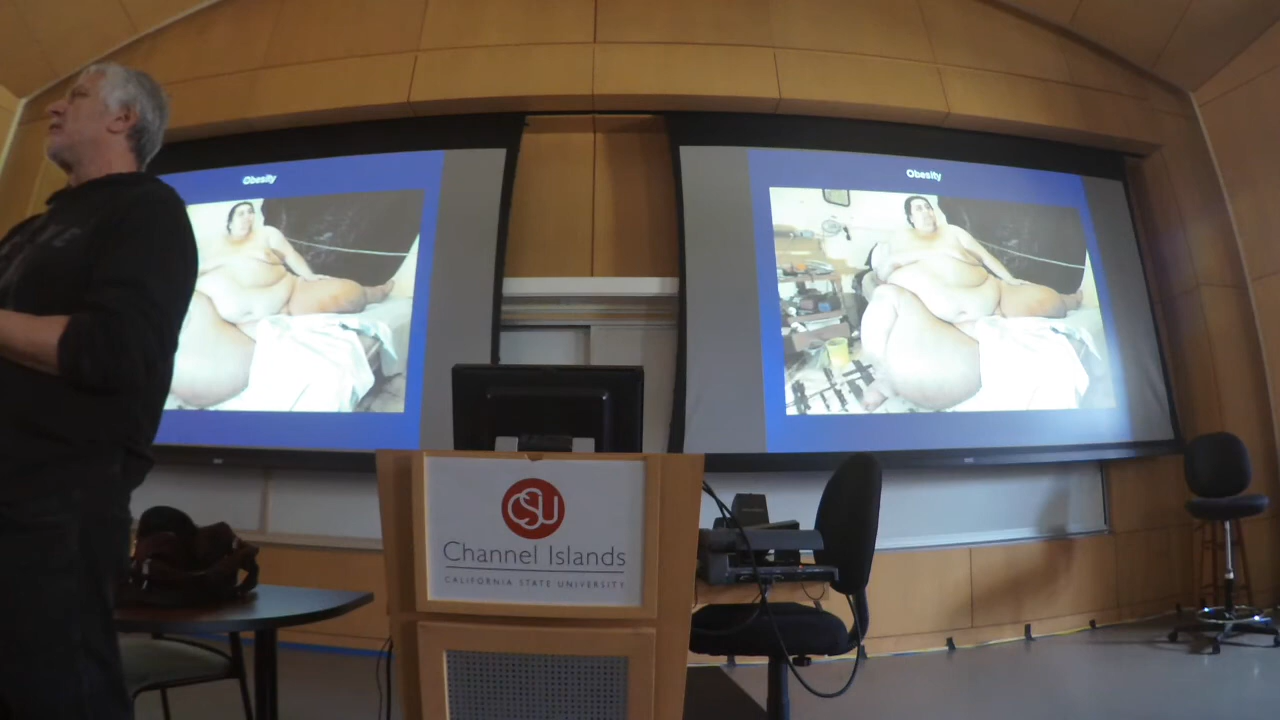 Obesity
Obesity
CSU
Channel Islands
CALIFORNIA STATE UNIVERSITY